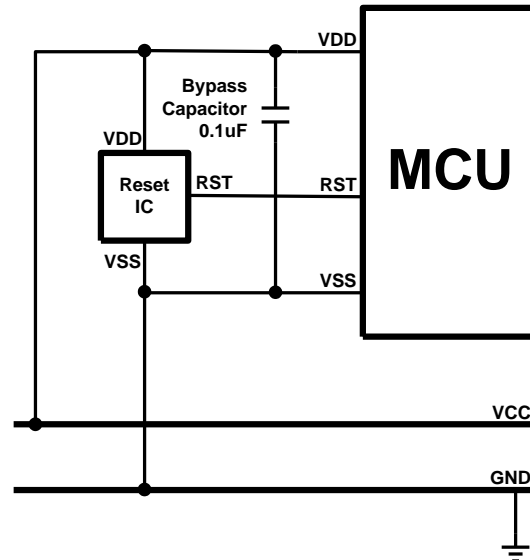 VDD
Bypass
Capacitor
0.1uF
VDD
Reset
IC
RST
RST
MCU
VSS
VSS
VCC
GND